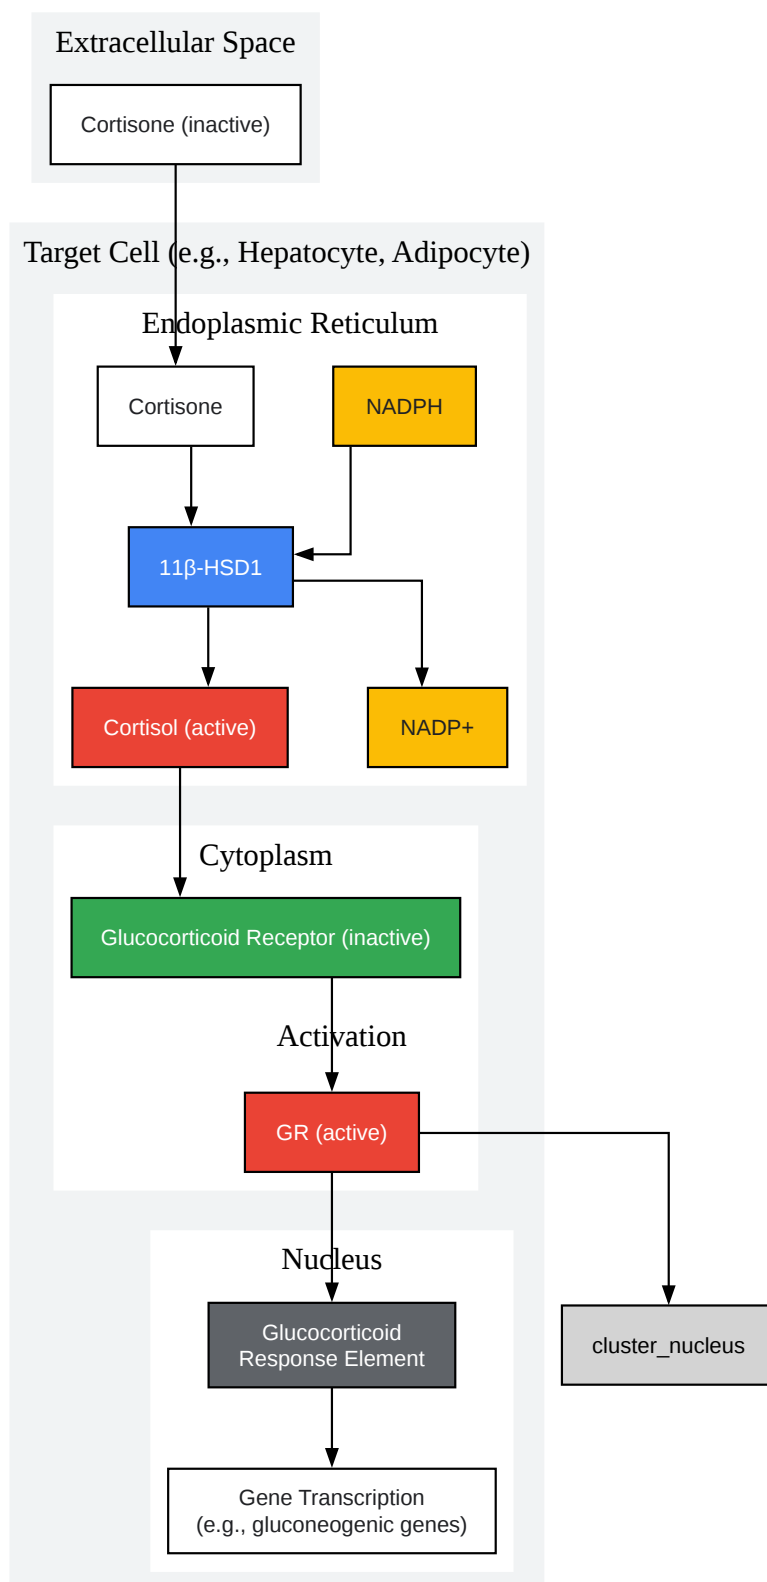 Extracellular Space
Cortisone (inactive)
Target Cell (e.g., Hepatocyte, Adipocyte)
Endoplasmic Reticulum
Cortisone
NADPH
11β-HSD1
Cortisol (active)
NADP+
Cytoplasm
Glucocorticoid Receptor (inactive)
Activation
GR (active)
Nucleus
Glucocorticoid
Response Element
cluster_nucleus
Gene Transcription
(e.g., gluconeogenic genes)